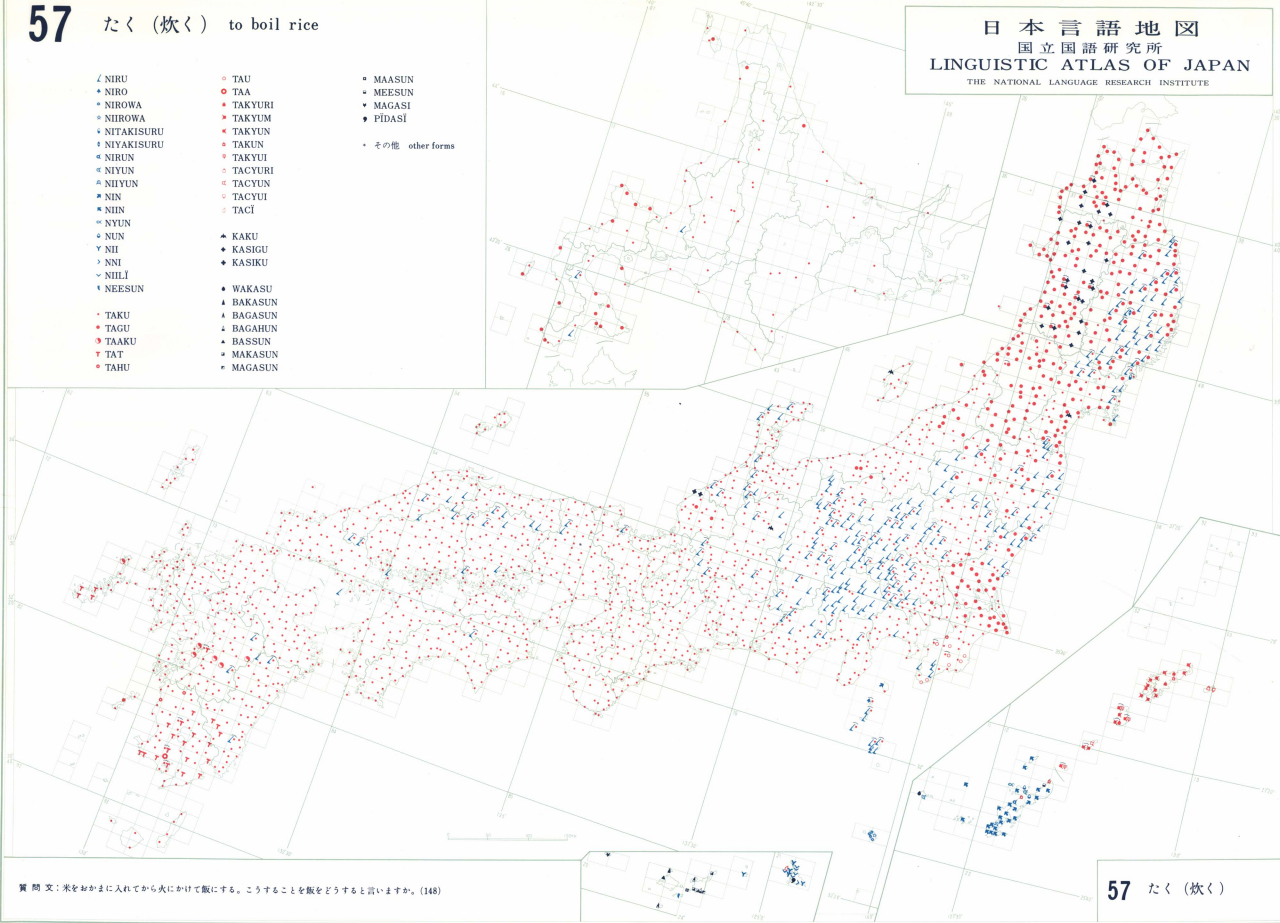 57 たく（炊く） to boil rice
NIRU
NIRO
NIROWA
NIIROWA
NITAKISURU
NIYAKISURU
NIRUN
NIYUN
NIIYUN
NIN
NIIN
NYUN
NUN
NII
NNI
NIILÏ
NEESUN
TAKU
TAGU
TAAKU
TAT
TAHU
TAU
TAA
TAKYURI
TAKYUM
TAKYUN
TAKUN
TAKYUI
TACYURI
TACYUN
TACYUI
TACÏ
KAKU
KASIGU
KASIKU
WAKASU
BAKASUN
BAGASUN
BAGAHUN
BASSUN
MAKASUN
MAGASUN
MAASUN
MEESUN
MAGASI
PÏDASÏ
その他 other forms
日本言語地図
国立国語研究所
LINGUISTIC ATLAS OF JAPAN
THE NATIONAL LANGUAGE RESEARCH INSTITUTE
質問文：米をおかまに入れてから火にかけて飯にする。こうすることを飯をどうすると言いますか。(148)
57 たく（炊く）